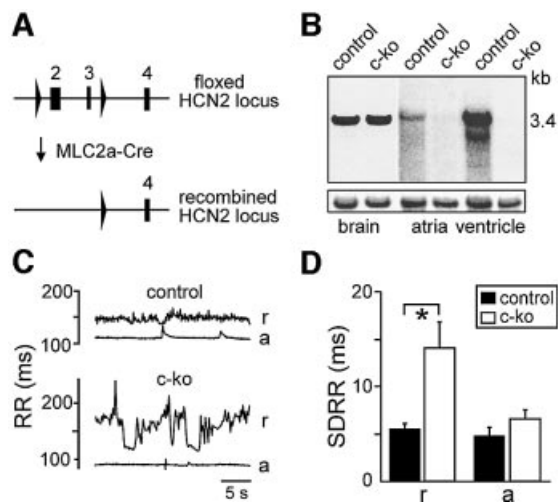 A
2 3 4
floxed
HCN2 locus
MLC2a-Cre
4
recombined
HCN2 locus
B
control
c-ko
control
c-ko
control
c-ko
kb
3.4
brain atria ventricle
C
RR (ms)
200
control
r
100
a
200
c-ko
r
100
a
5 s
D
SDRR (ms)
20
10
0
*
control
c-ko
r a